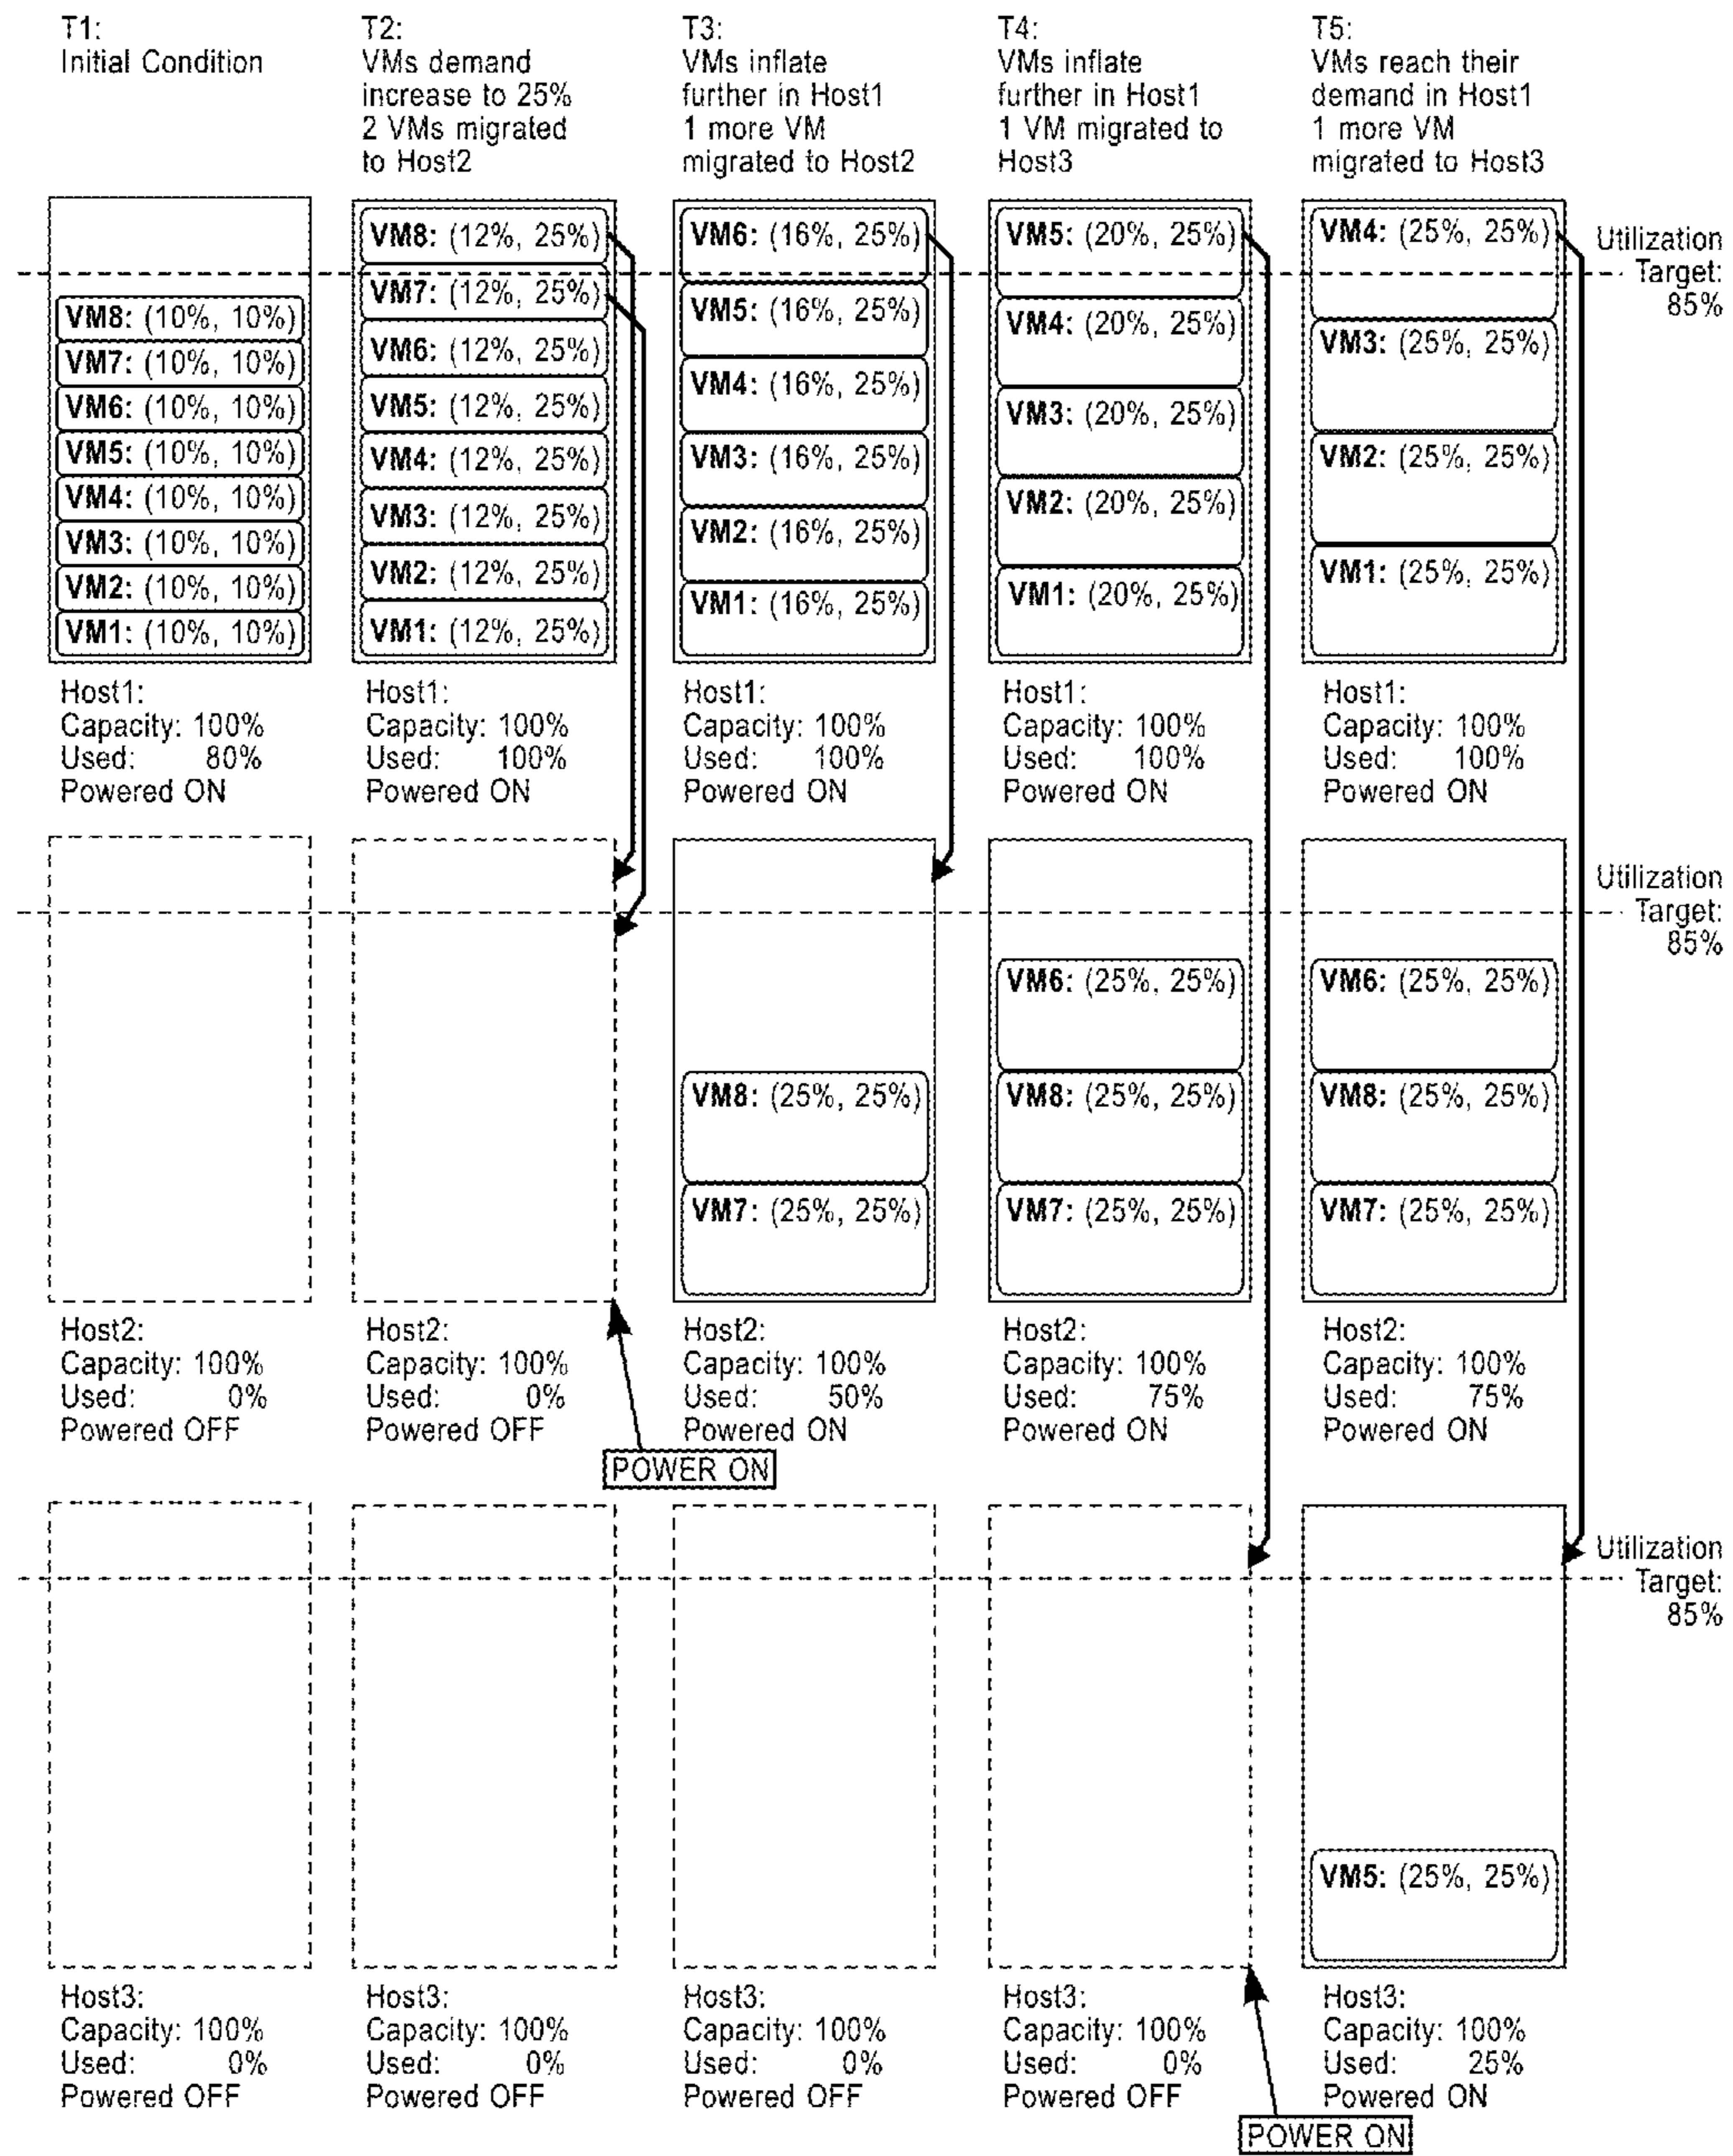 T1:
Initial Condition
T2:
VMs demand
increase to 25%
2 VMs migrated
to Host2
T3:
VMs inflate
further in Host1
1 more VM
migrated to Host2
T4:
VMs inflate
further in Host1
1 VM migrated to
Host3
T5:
VMs reach their
demand in Host1
1 more VM
migrated to Host3
VM8: (10%, 10%)
VM7: (10%, 10%)
VM6: (10%, 10%)
VM5: (10%, 10%)
VM4: (10%, 10%)
VM3: (10%, 10%)
VM2: (10%, 10%)
VM1: (10%, 10%)
VM8: (12%, 25%)
VM7: (12%, 25%)
VM6: (12%, 25%)
VM5: (12%, 25%)
VM4: (12%, 25%)
VM3: (12%, 25%)
VM2: (12%, 25%)
VM1: (12%, 25%)
VM6: (16%, 25%)
VM5: (16%, 25%)
VM4: (16%, 25%)
VM3: (16%, 25%)
VM2: (16%, 25%)
VM1: (16%, 25%)
VM5: (20%, 25%)
VM4: (20%, 25%)
VM3: (20%, 25%)
VM2: (20%, 25%)
VM1: (20%, 25%)
VM4: (25%, 25%)
VM3: (25%, 25%)
VM2: (25%, 25%)
VM1: (25%, 25%)
Utilization
Target:
85%
Host1:
Capacity: 100%
Used: 80%
Powered ON
Host1:
Capacity: 100%
Used: 100%
Powered ON
Host1:
Capacity: 100%
Used: 100%
Powered ON
Host1:
Capacity: 100%
Used: 100%
Powered ON
Host1:
Capacity: 100%
Used: 100%
Powered ON
VM8: (25%, 25%)
VM7: (25%, 25%)
VM6: (25%, 25%)
VM8: (25%, 25%)
VM7: (25%, 25%)
VM6: (25%, 25%)
VM8: (25%, 25%)
VM7: (25%, 25%)
Utilization
Target:
85%
Host2:
Capacity: 100%
Used: 0%
Powered OFF
Host2:
Capacity: 100%
Used: 0%
Powered OFF
POWER ON
Host2:
Capacity: 100%
Used: 50%
Powered ON
Host2:
Capacity: 100%
Used: 75%
Powered ON
Host2:
Capacity: 100%
Used: 75%
Powered ON
Utilization
Target:
85%
VM5: (25%, 25%)
Host3:
Capacity: 100%
Used: 0%
Powered OFF
Host3:
Capacity: 100%
Used: 0%
Powered OFF
Host3:
Capacity: 100%
Used: 0%
Powered OFF
Host3:
Capacity: 100%
Used: 0%
Powered OFF
POWER ON
Host3:
Capacity: 100%
Used: 25%
Powered ON